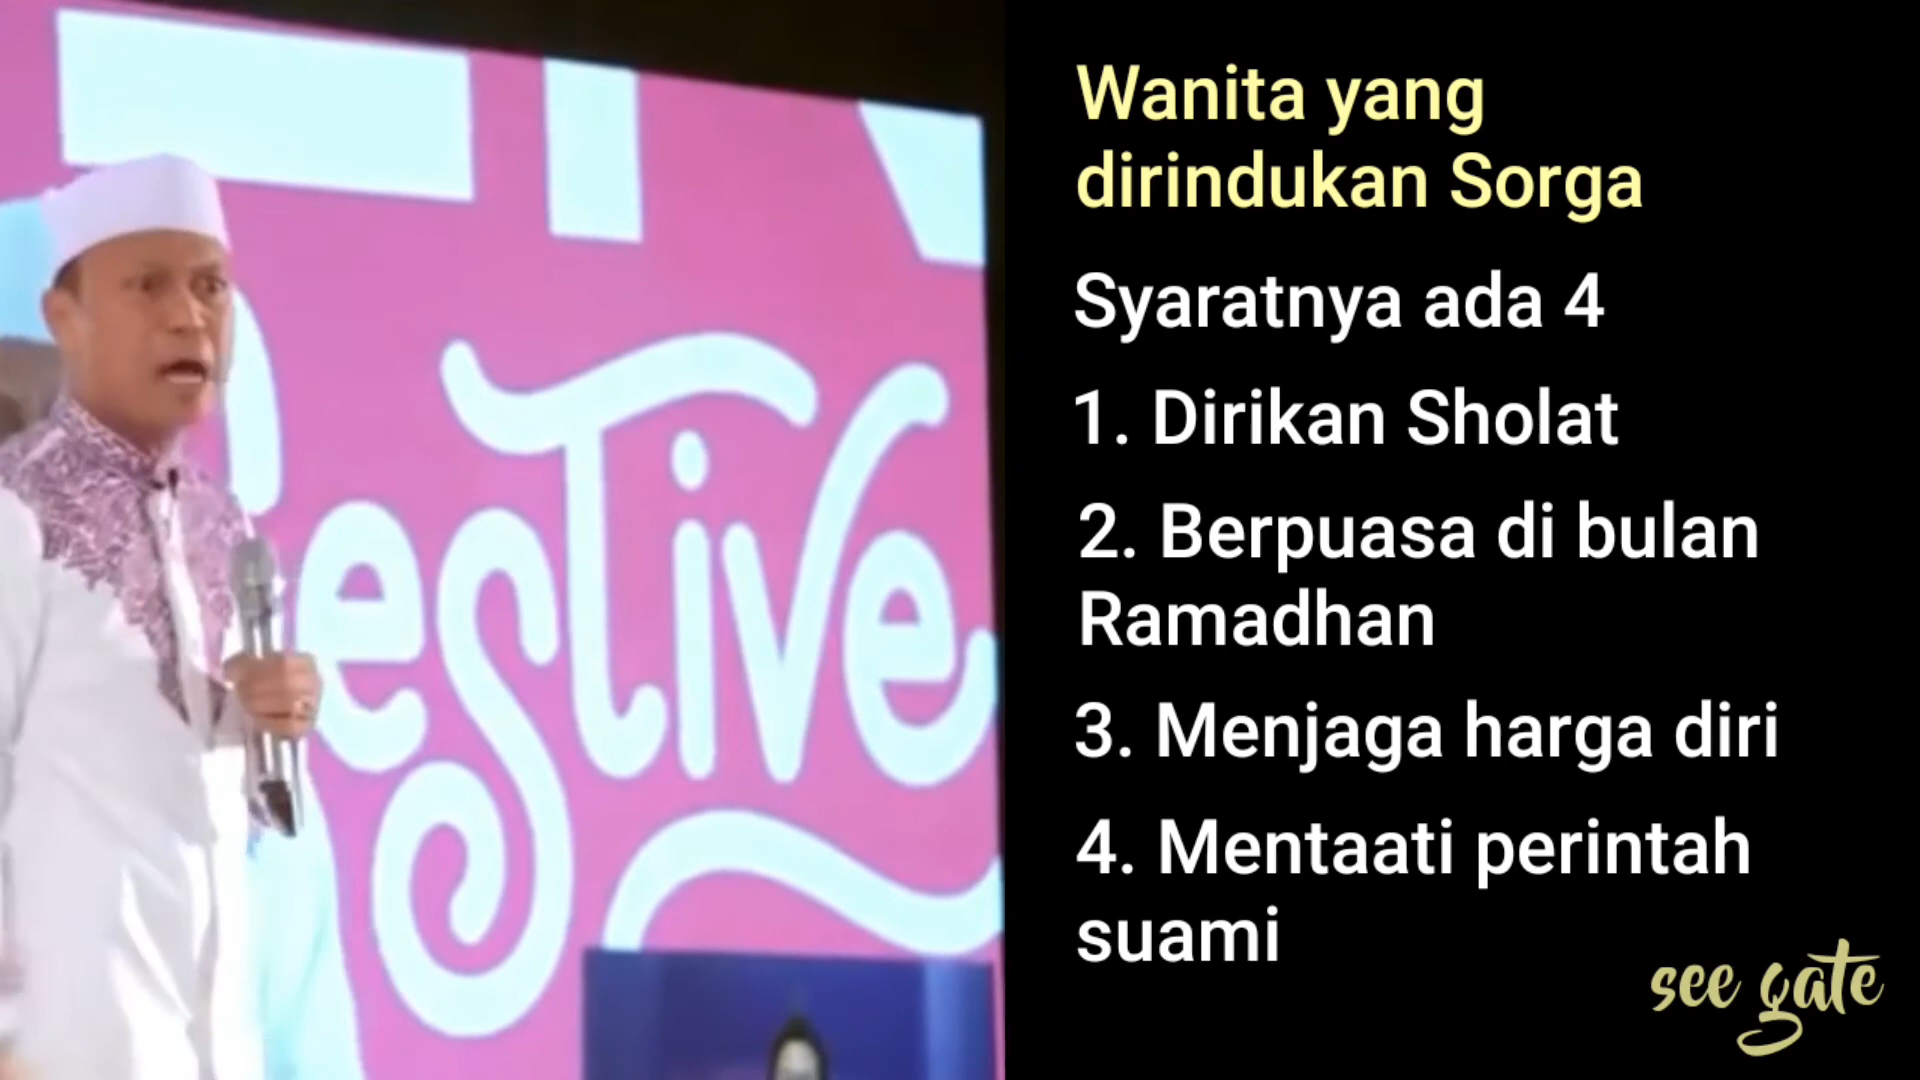 estive
Wanita yang
dirindukan Sorga
Syaratnya ada 4
1. Dirikan Sholat
2. Berpuasa di bulan
Ramadhan
3. Menjaga harga diri
4. Mentaati perintah
suami
see gate